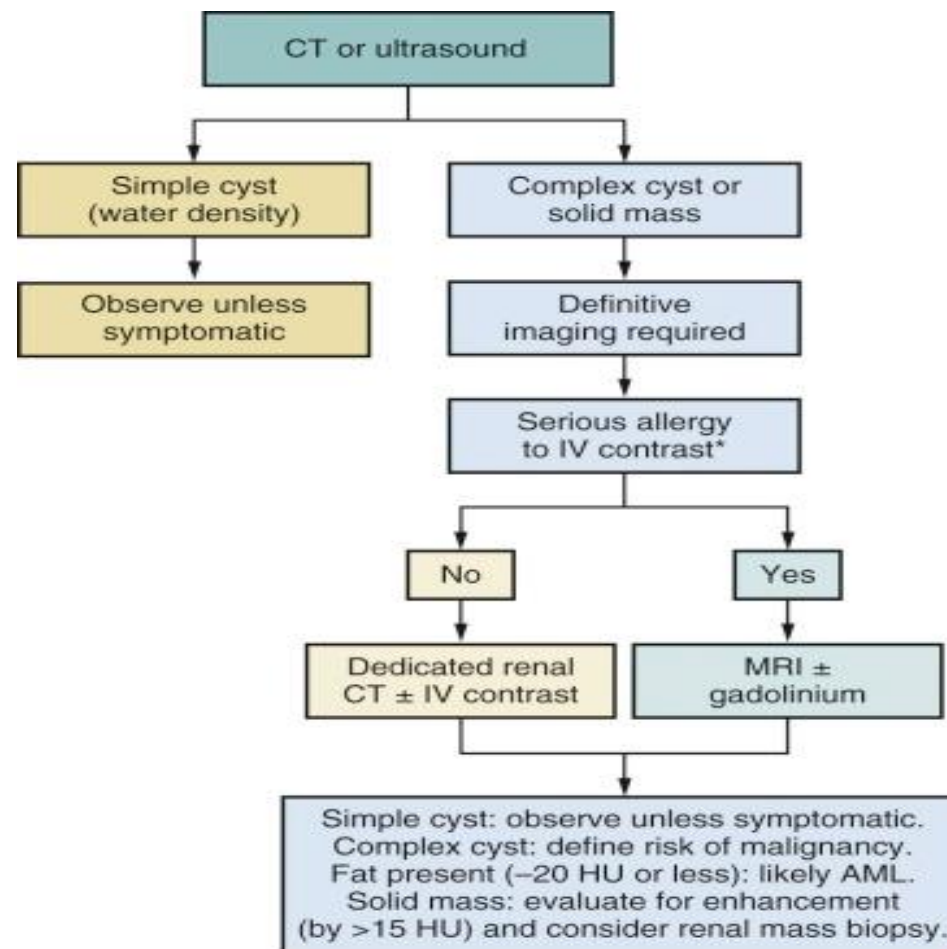 CT or ultrasound
Simple cyst
(water density)
Complex cyst or
solid mass
Observe unless
symptomatic
Definitive
imaging required
Serious allergy
to IV contrast*
No
Yes
Dedicated renal
CT ± IV contrast
MRI ±
gadolinium
Simple cyst: observe unless symptomatic.
Complex cyst: define risk of malignancy.
Fat present (–20 HU or less): likely AML.
Solid mass: evaluate for enhancement
(by >15 HU) and consider renal mass biopsy.